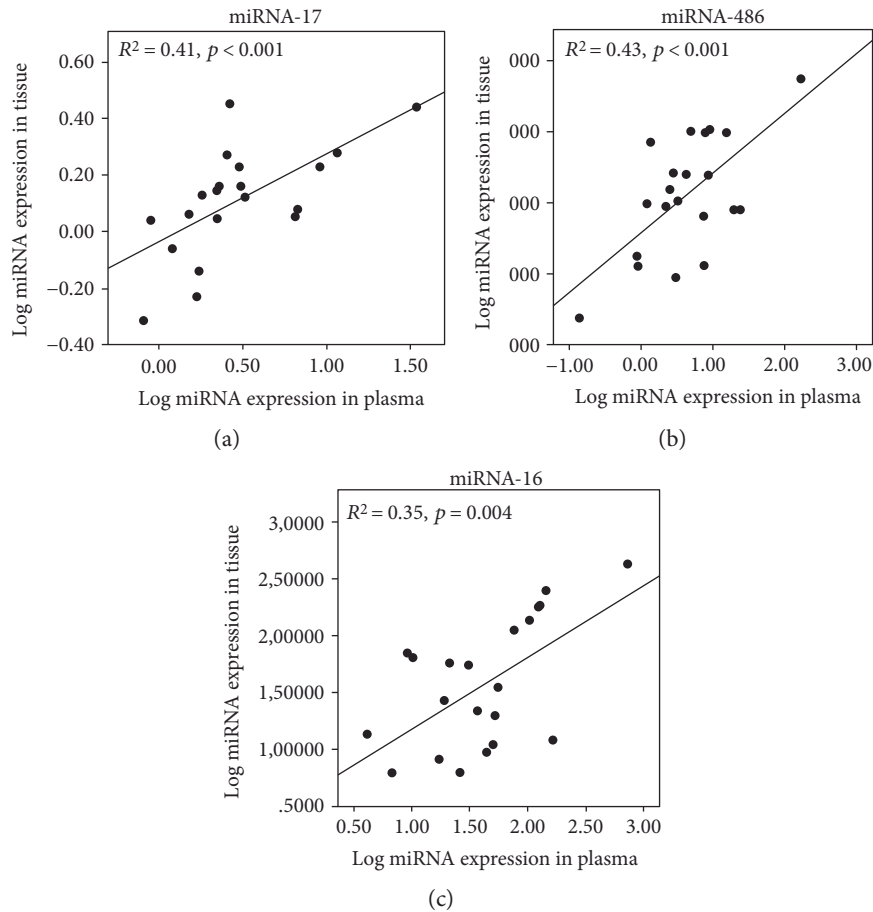 miRNA-17
R² = 0.41, p < 0.001
0.60
0.40
0.20
0.00
−0.20
−0.40
Log miRNA expression in tissue
0.00 0.50 1.00 1.50
Log miRNA expression in plasma
(a)
miRNA-486
R² = 0.43, p < 0.001
000
000
000
000
000
Log miRNA expression in tissue
−1.00 0.00 1.00 2.00 3.00
Log miRNA expression in plasma
(b)
miRNA-16
R² = 0.35, p = 0.004
3,0000
2,50000
2,00000
1,50000
1,00000
.5000
Log miRNA expression in tissue
0.50 1.00 1.50 2.00 2.50 3.00
Log miRNA expression in plasma
(c)